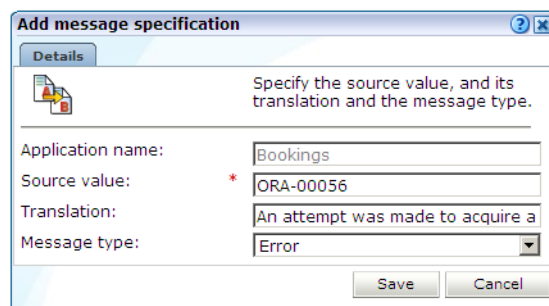 Add message specification
Details
Specify the source value, and its
translation and the message type.
Application name: Bookings
Source value: * ORA-00056
Translation: An attempt was made to acquire a
Message type: Error
Save Cancel